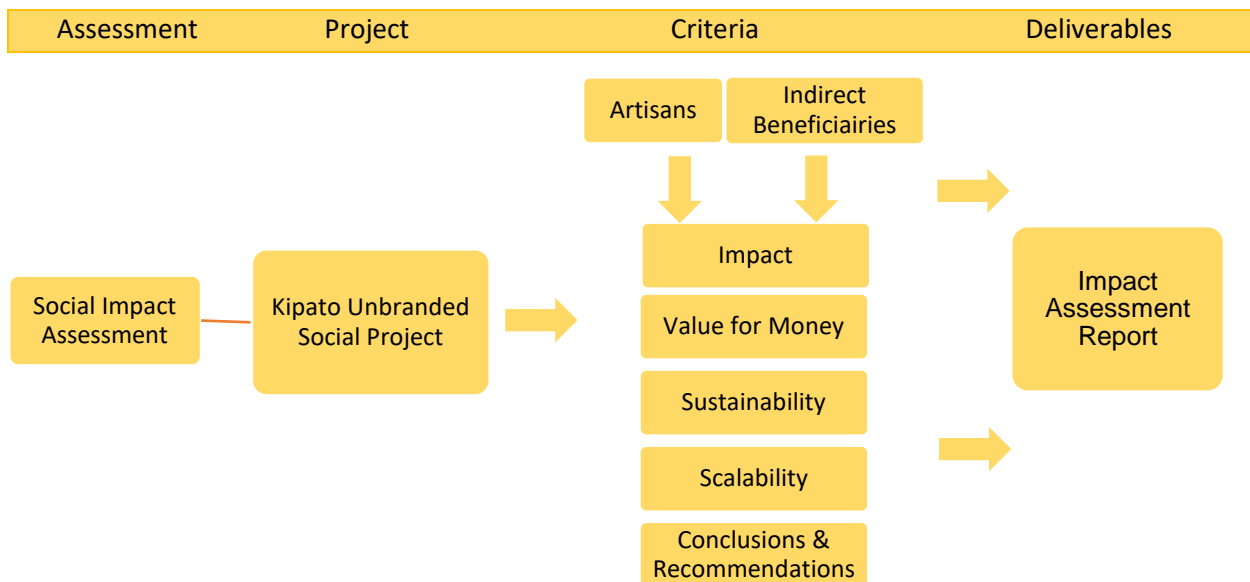 Assessment Project Criteria Deliverables
Artisans
Indirect
Beneficiairies
Impact
Social Impact
Assessment
Kipato Unbranded
Social Project
Value for Money
Sustainability
Scalability
Conclusions &
Recommendations
Impact
Assessment
Report